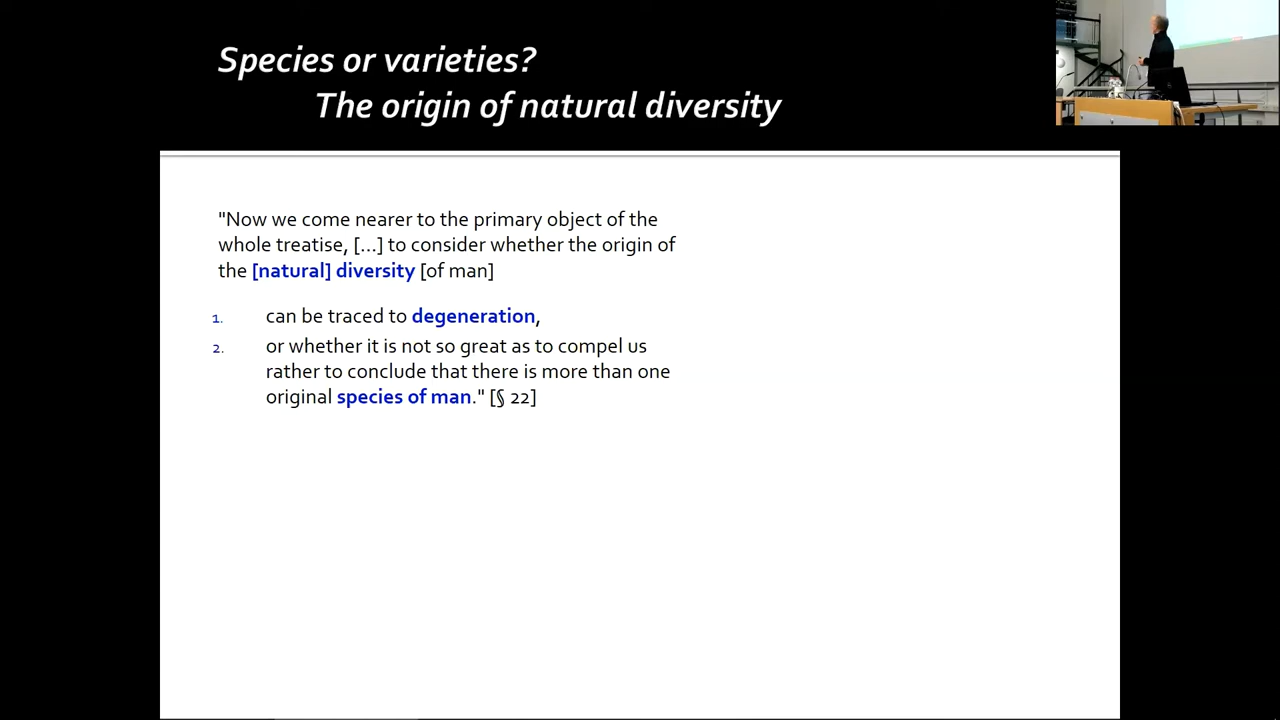 Species or varieties?
The origin of natural diversity
"Now we come nearer to the primary object of the
whole treatise, [...] to consider whether the origin of
the [natural] diversity [of man]
1. can be traced to degeneration,
2. or whether it is not so great as to compel us
rather to conclude that there is more than one
original species of man." [§ 22]